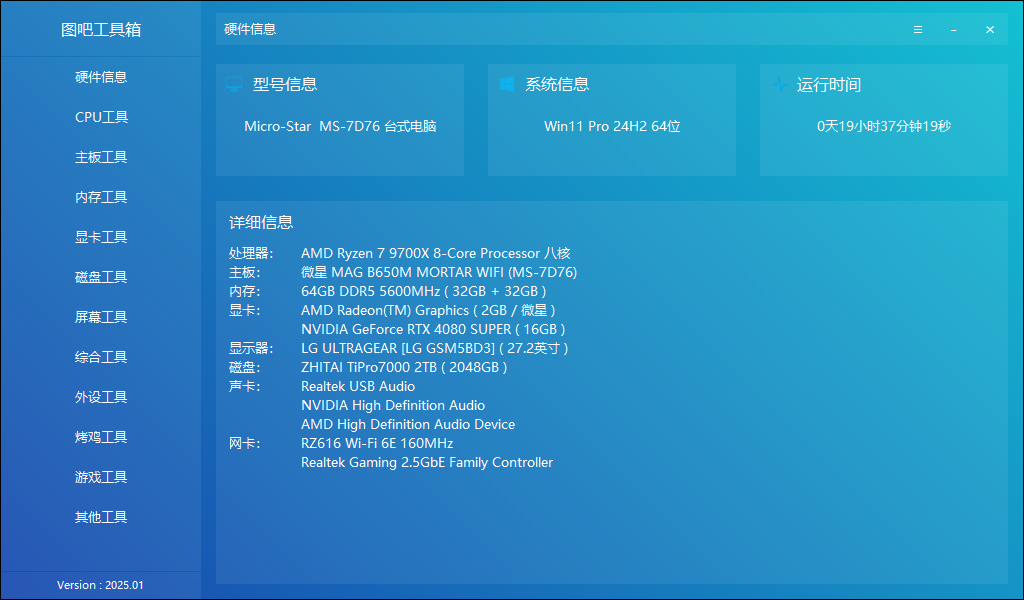 图吧工具箱
硬件信息
CPU工具
主板工具
内存工具
显卡工具
磁盘工具
屏幕工具
综合工具
外设工具
烤鸡工具
游戏工具
其他工具
Version : 2025.01
硬件信息
型号信息
Micro-Star  MS-7D76 台式电脑
系统信息
Win11 Pro 24H2 64位
运行时间
0天19小时37分钟19秒
详细信息
处理器： AMD Ryzen 7 9700X 8-Core Processor 八核
主板： 微星 MAG B650M MORTAR WIFI (MS-7D76)
内存： 64GB DDR5 5600MHz ( 32GB + 32GB )
显卡： AMD Radeon(TM) Graphics ( 2GB / 微星 )
NVIDIA GeForce RTX 4080 SUPER ( 16GB )
显示器： LG ULTRAGEAR [LG GSM5BD3] ( 27.2英寸 )
磁盘： ZHITAI TiPro7000 2TB ( 2048GB )
声卡： Realtek USB Audio
NVIDIA High Definition Audio
AMD High Definition Audio Device
网卡： RZ616 Wi-Fi 6E 160MHz
Realtek Gaming 2.5GbE Family Controller